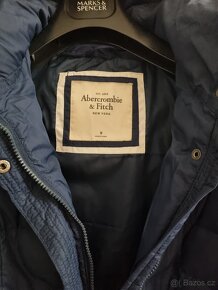 MARKS &
SPENCER
Abercrombie
& Fitch
NEW YORK
Bazos.cz